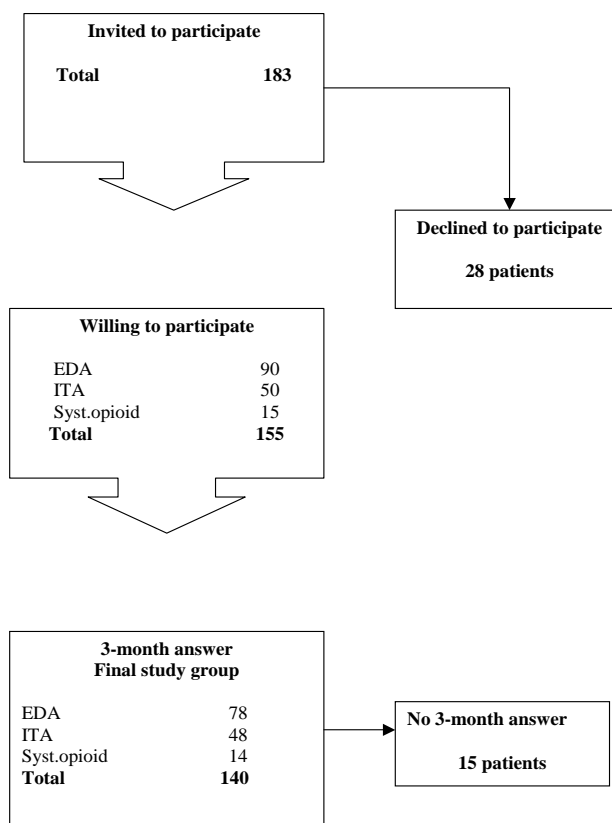 Invited to participate
Total 183
Declined to participate
28 patients
Willing to participate
EDA 90
ITA 50
Syst.opioid 15
Total 155
3-month answer
Final study group
EDA 78
ITA 48
Syst.opioid 14
Total 140
No 3-month answer
15 patients